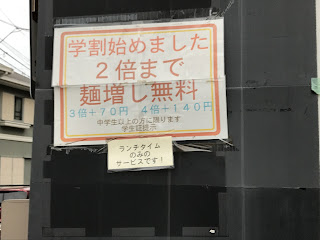 学割始めました
２倍まで
麺増し無料
３倍＋７０円　４倍＋１４０円
中学生以上の方に限ります
学生証提示
ランチタイム
のみの
サービスです！